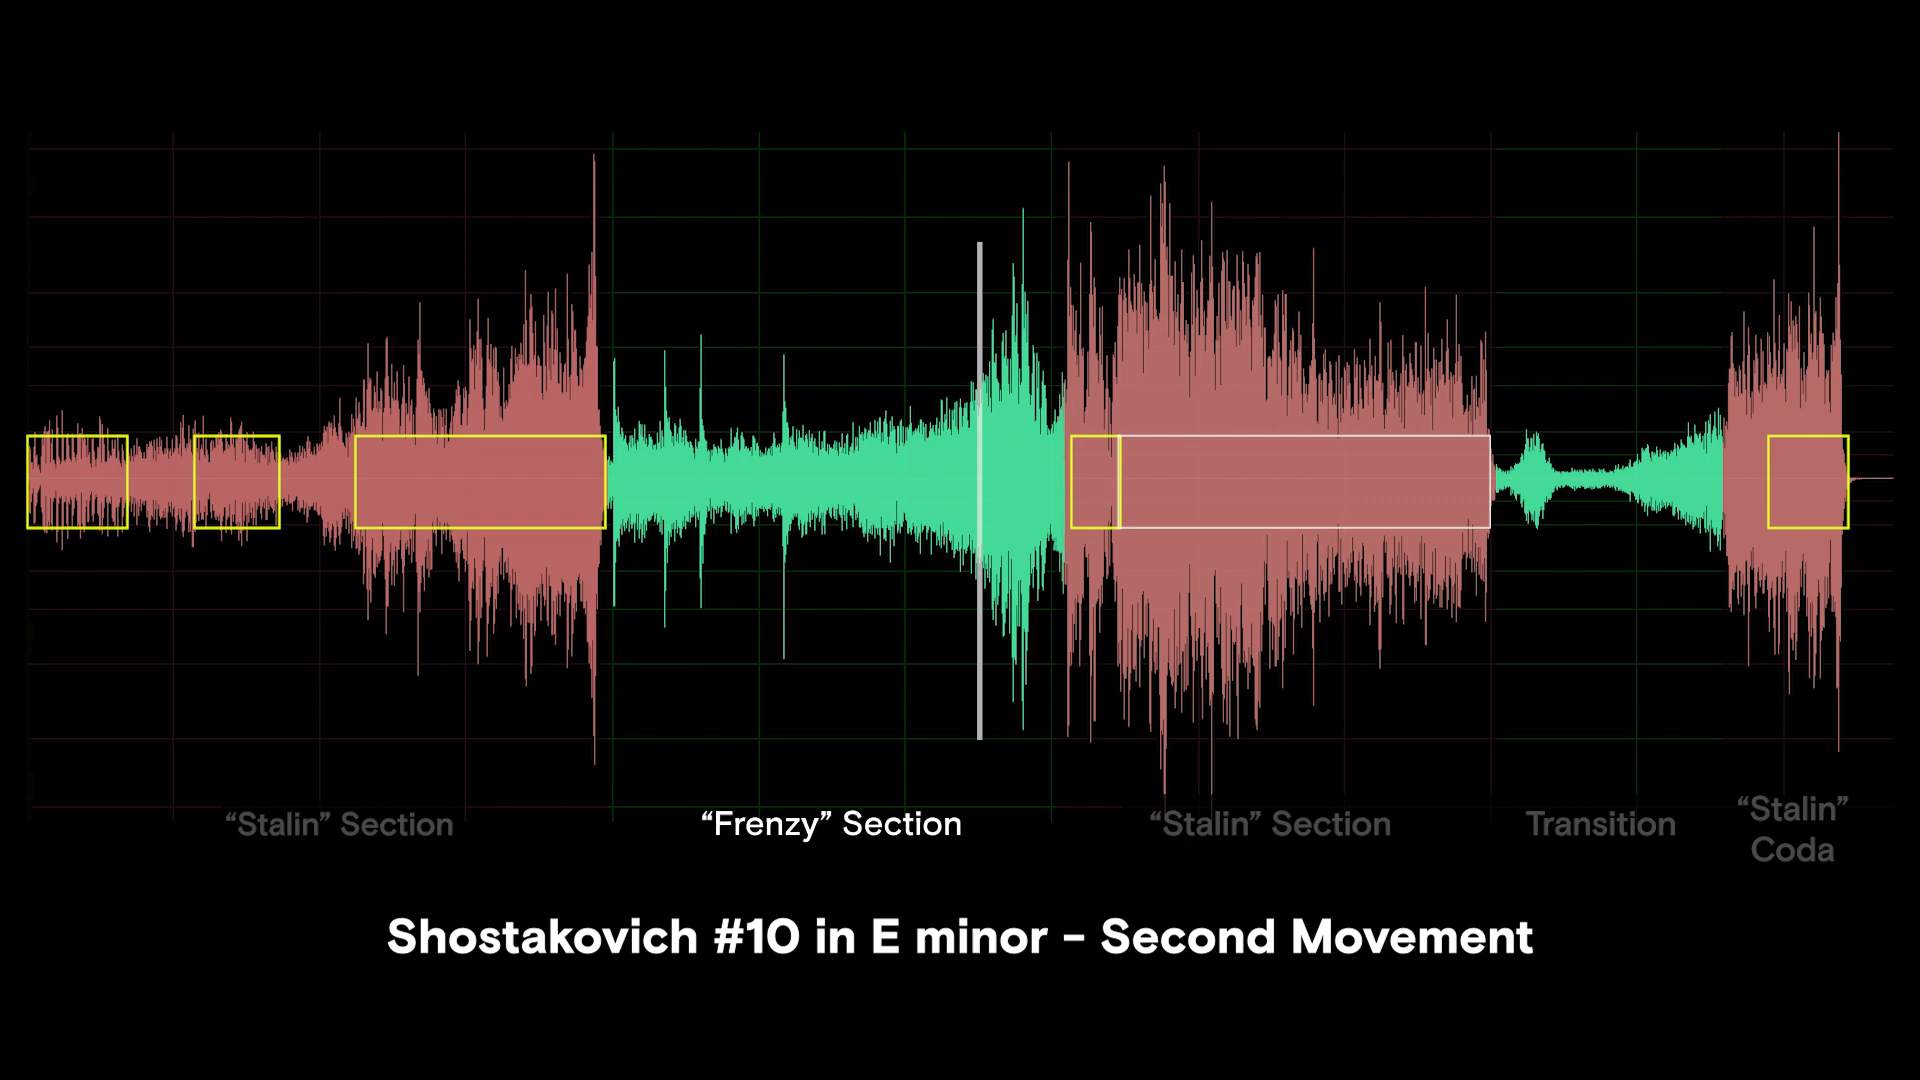 “Stalin” Section
“Frenzy” Section
“Stalin” Section
Transition
“Stalin”
Coda
Shostakovich #10 in E minor – Second Movement